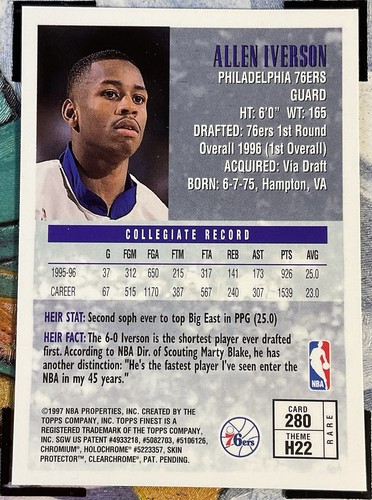 ALLEN IVERSON
PHILADELPHIA 76ERS
GUARD
HT: 6'0" WT: 165
DRAFTED: 76ers 1st Round
Overall 1996 (1st Overall)
ACQUIRED: Via Draft
BORN: 6-7-75, Hampton, VA
COLLEGIATE RECORD
G FGM FGA FTM FTA REB AST PTS AVG
1995-96 37 312 650 215 317 141 173 926 25.0
CAREER 67 515 1170 387 567 240 307 1539 23.0
HEIR STAT: Second soph ever to top Big East in PPG (25.0)
HEIR FACT: The 6-0 Iverson is the shortest player ever drafted
first. According to NBA Dir. of Scouting Marty Blake, he has
another distinction: "He's the fastest player I've seen enter the
NBA in my 45 years."
NBA
©1997 NBA PROPERTIES, INC. CREATED BY THE
TOPPS COMPANY, INC. TOPPS FINEST IS A
REGISTERED TRADEMARK OF THE TOPPS COMPANY,
INC. SGW US PATENT #4933218, #5082703, #5106126,
CHROMIUM®, HOLOCHROME® #5223357, SKIN
PROTECTOR™, CLEARCHROME®, PAT. PENDING.
76ers
CARD
280
THEME
H22
RARE